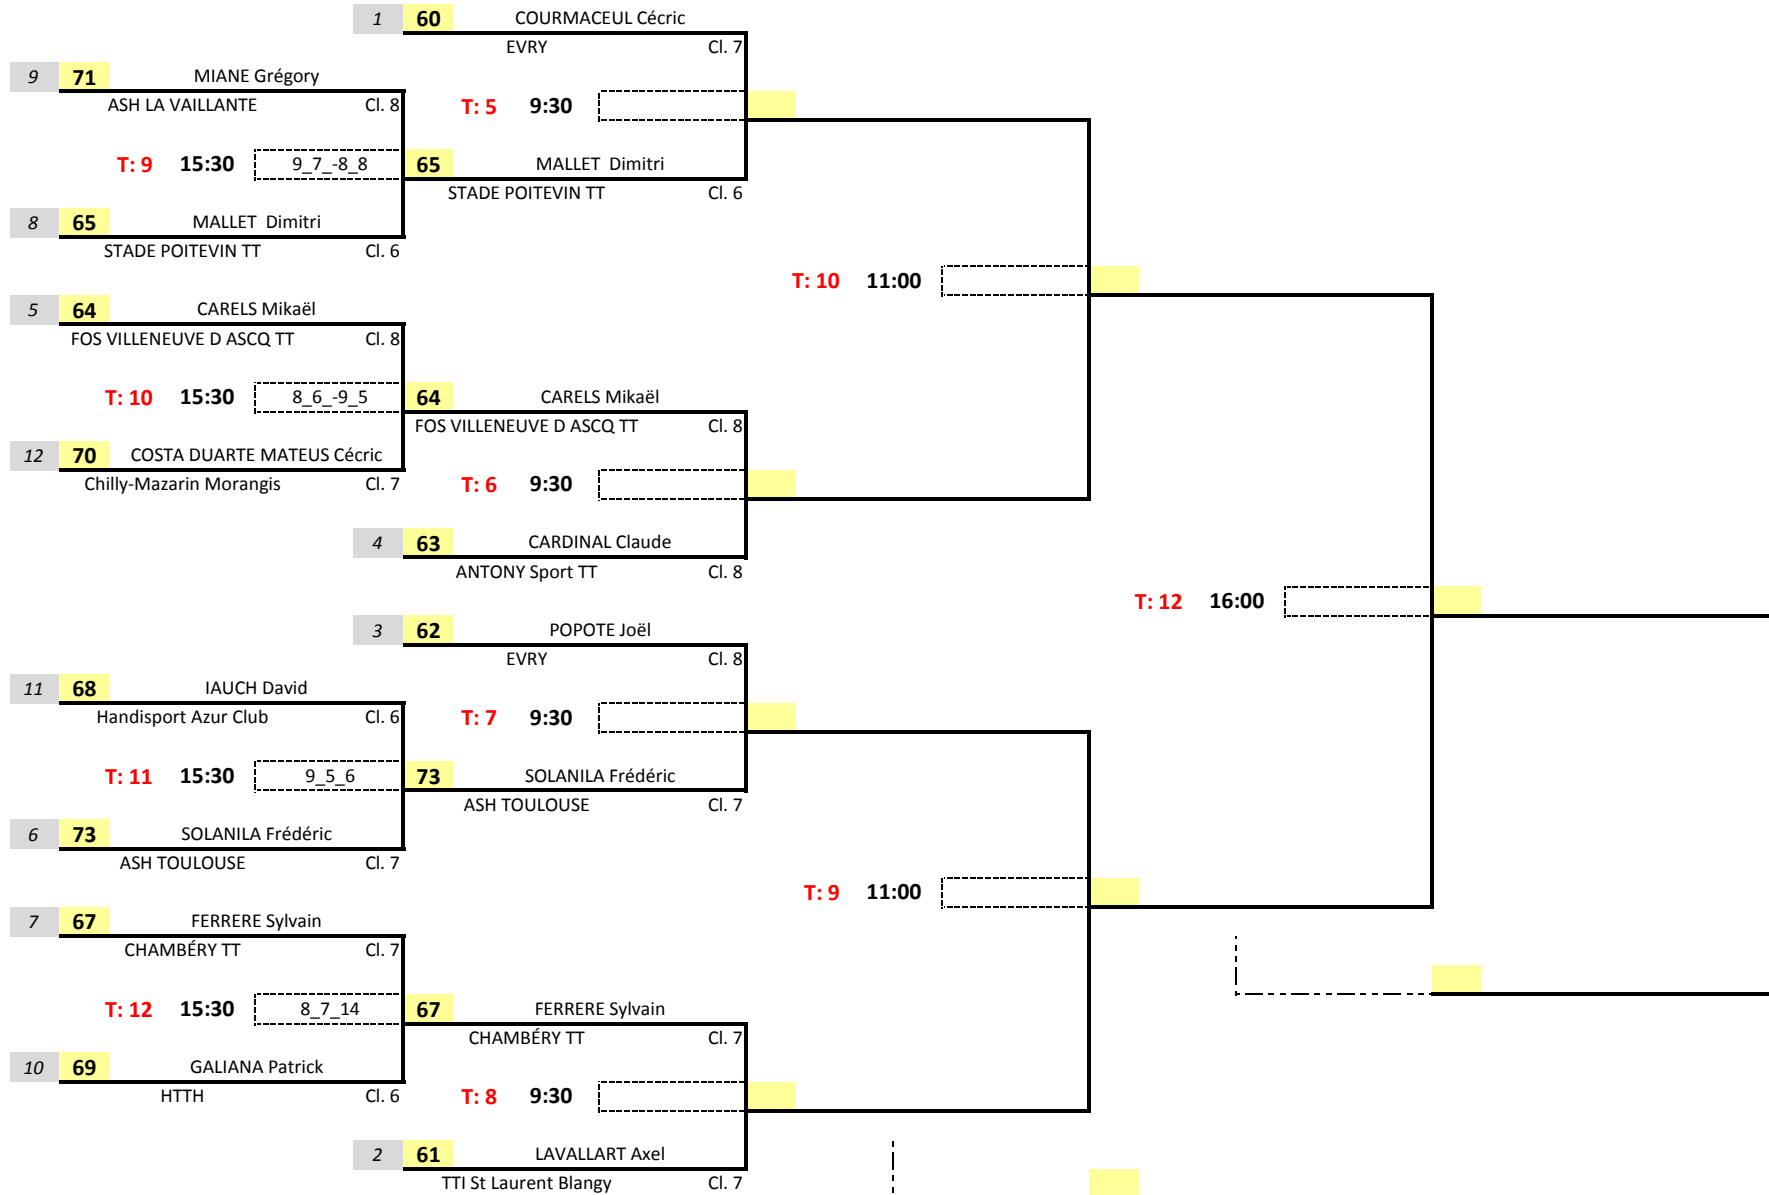 1 60 COURMACEUL Cécric
EVRY Cl. 7
9 71 MIANE Grégory
ASH LA VAILLANTE Cl. 8
T: 5 9:30
T: 9 15:30 9_7_-8_8
65 MALLET Dimitri
STADE POITEVIN TT Cl. 6
8 65 MALLET Dimitri
STADE POITEVIN TT Cl. 6
T: 10 11:00
5 64 CARELS Mikaël
FOS VILLENEUVE D ASCQ TT Cl. 8
T: 10 15:30 8_6_-9_5
64 CARELS Mikaël
FOS VILLENEUVE D ASCQ TT Cl. 8
12 70 COSTA DUARTE MATEUS Cécric
Chilly-Mazarin Morangis Cl. 7
T: 6 9:30
4 63 CARDINAL Claude
ANTONY Sport TT Cl. 8
T: 12 16:00
3 62 POPOTE Joël
EVRY Cl. 8
11 68 IAUCH David
Handisport Azur Club Cl. 6
T: 7 9:30
T: 11 15:30 9_5_6
73 SOLANILA Frédéric
ASH TOULOUSE Cl. 7
6 73 SOLANILA Frédéric
ASH TOULOUSE Cl. 7
T: 9 11:00
7 67 FERRERE Sylvain
CHAMBÉRY TT Cl. 7
T: 12 15:30 8_7_14
67 FERRERE Sylvain
CHAMBÉRY TT Cl. 7
10 69 GALIANA Patrick
HTTH Cl. 6
T: 8 9:30
2 61 LAVALLART Axel
TTI St Laurent Blangy Cl. 7